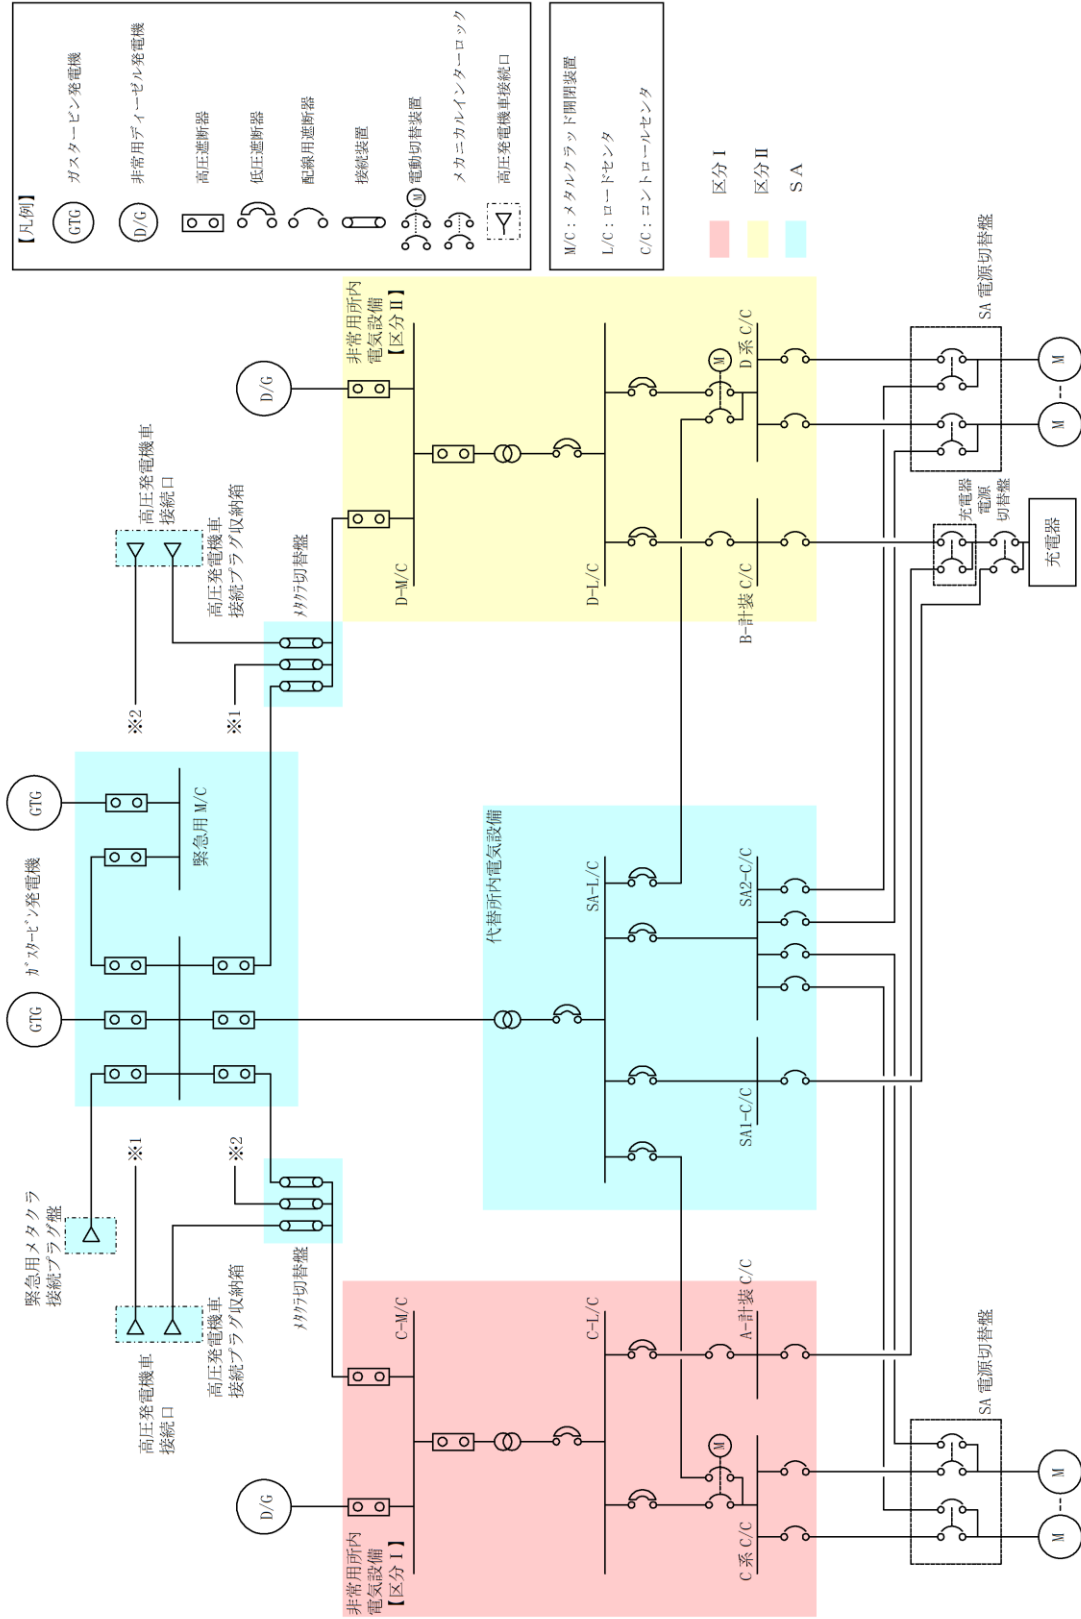 【凡例】
GTG
ガスタービン発電機
D/G
非常用ディーゼル発電機
高圧遮断器
低圧遮断器
配線用遮断器
接続装置
M
電動切替装置
メカニカルインターロック
高圧発電機車接続口
M/C：メタルクラッド開閉装置
L/C：ロードセンタ
C/C：コントロールセンタ
区分Ⅰ
区分Ⅱ
SA
緊急用メタクラ
接続プラグ盤
GTG
ガスタービン発電機
GTG
緊急用 M/C
高圧発電機車
接続口
※1
※2
高圧発電機車
接続プラグ収納箱
メタクラ切替盤
※2
※1
高圧発電機車
接続口
高圧発電機車
接続プラグ収納箱
メタクラ切替盤
D/G
非常用所内
電気設備
【区分Ⅰ】
C-M/C
C-L/C
M
C系 C/C
A-計装 C/C
代替所内電気設備
SA-L/C
SA1-C/C
SA2-C/C
D/G
非常用所内
電気設備
【区分Ⅱ】
D-M/C
D-L/C
M
B-計装 C/C
D系 C/C
SA 電源切替盤
M
M
充電器
電源
切替盤
充電器
SA 電源切替盤
M
M